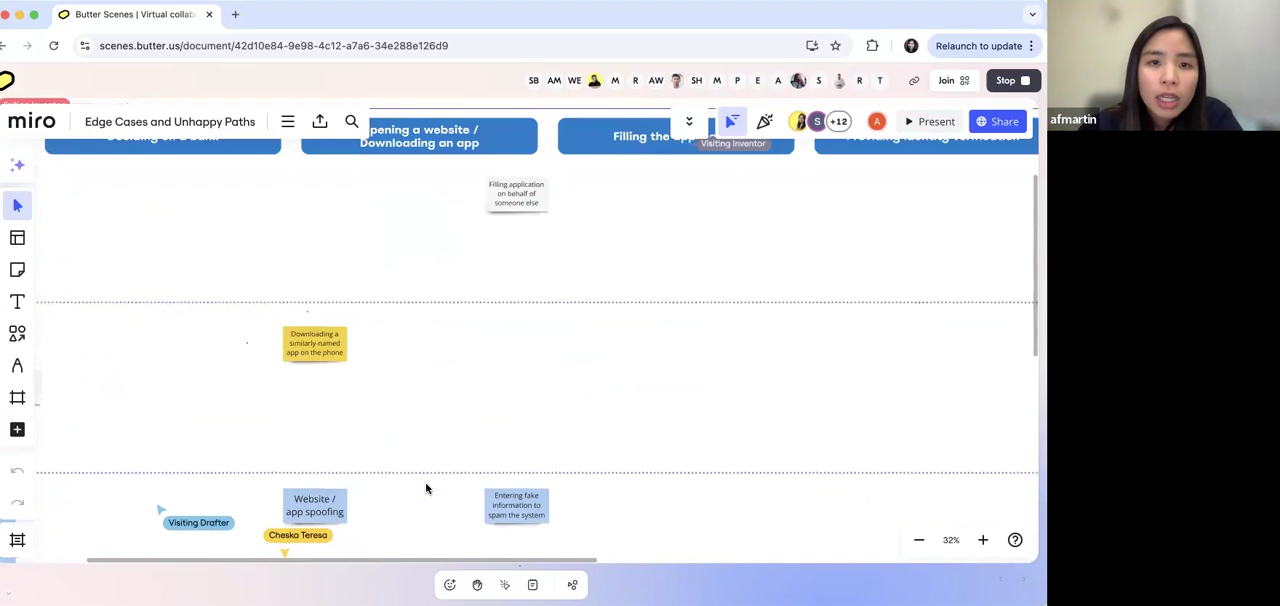 Butter Scenes | Virtual collab
scenes.butter.us/document/42d10e84-9e98-4c12-a7a6-34e288e126d9
Relaunch to update
SB AM WE M R AW SH M P E A S R T
Join
Stop
miro
Edge Cases and Unhappy Paths
S
+12
A
Present
Share
afmartin
Opening a website /
Downloading an app
Filling the app
Visiting Inventor
Filling application
on behalf of
someone else
Downloading a
similarly-named
app on the phone
Website /
app spoofing
Entering fake
information to
spam the system
Visiting Drafter
Cheska Teresa
32%